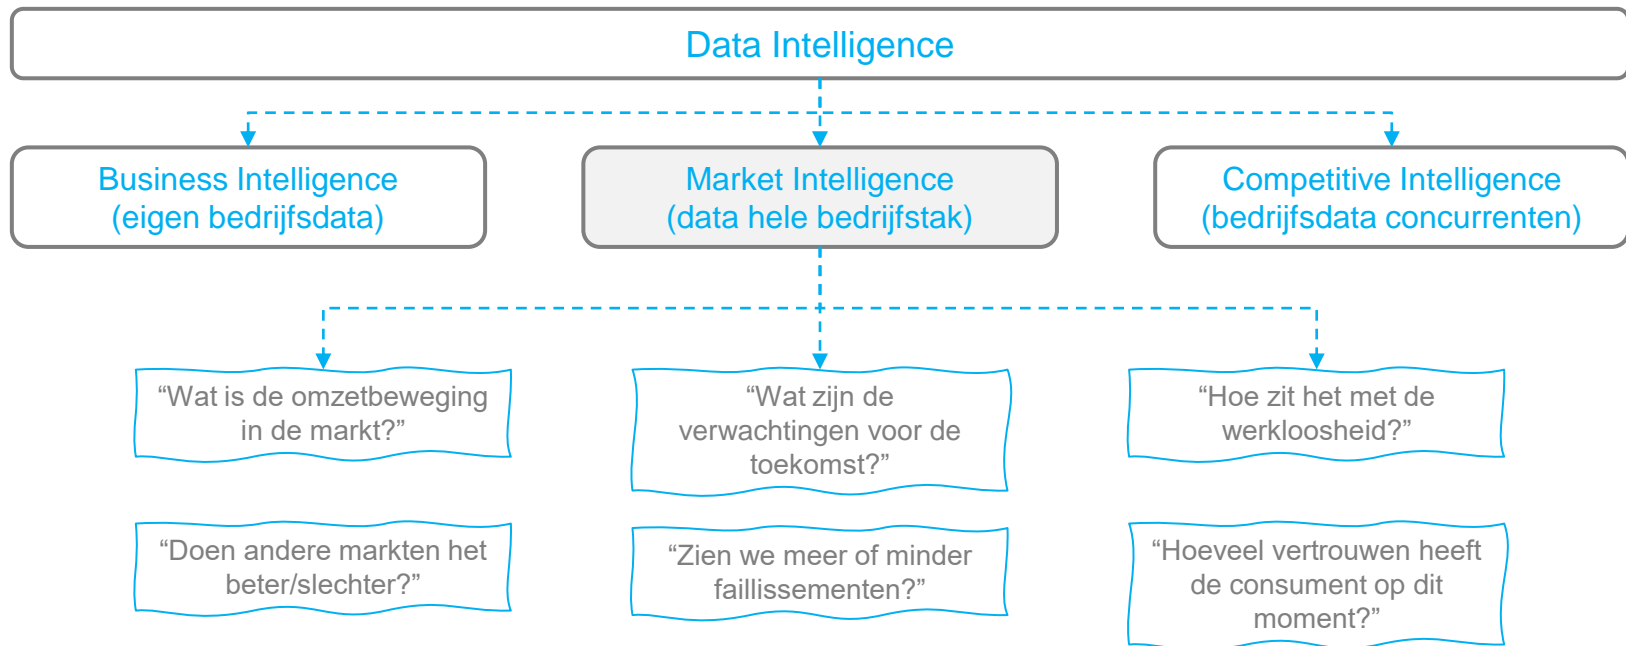 Data Intelligence
Business Intelligence
(eigen bedrijfsdata)
Market Intelligence
(data hele bedrijfstak)
Competitive Intelligence
(bedrijfsdata concurrenten)
“Wat is de omzetbeweging
in de markt?”
“Wat zijn de
verwachtingen voor de
toekomst?”
“Hoe zit het met de
werkloosheid?”
“Doen andere markten het
beter/slechter?”
“Zien we meer of minder
faillissementen?”
“Hoeveel vertrouwen heeft
de consument op dit
moment?”